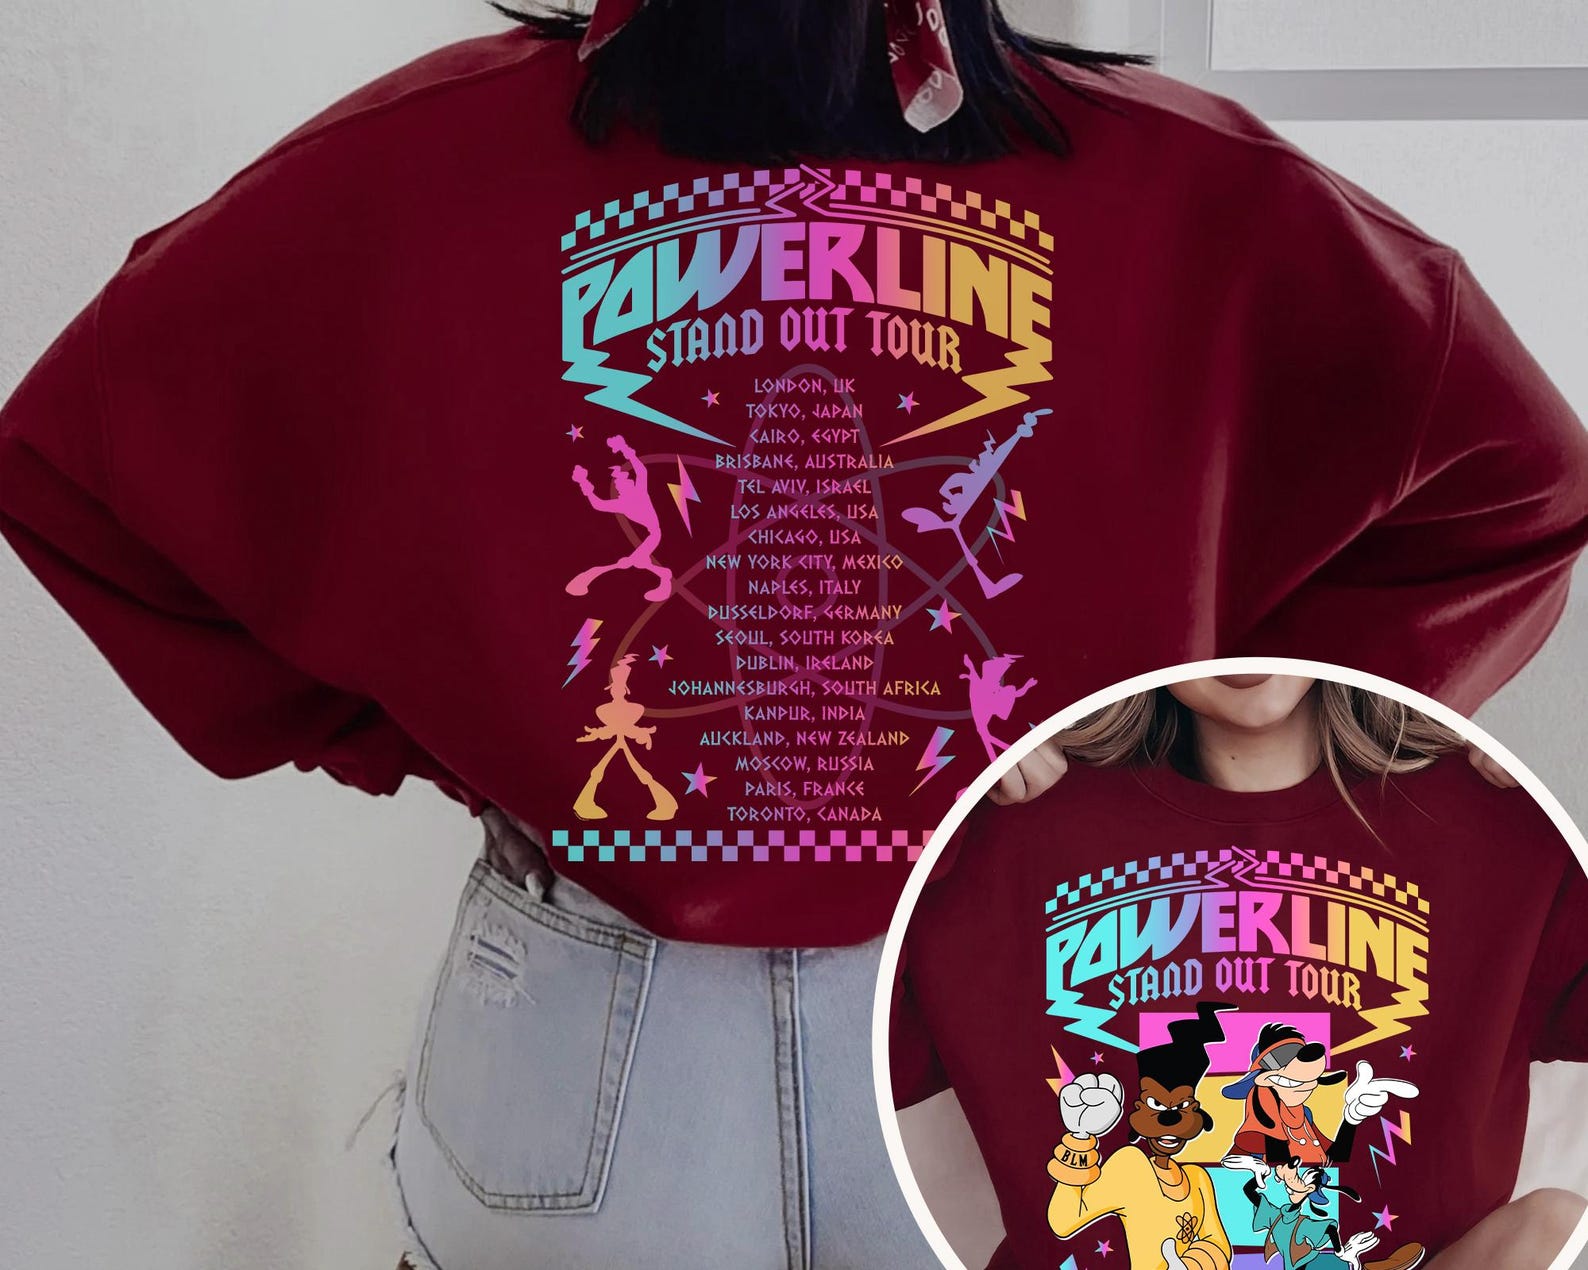 POWERLINE
STAND OUT TOUR
LONDON, UK
TOKYO, JAPAN
CAIRO, EGYPT
BRISBANE, AUSTRALIA
TEL AVIV, ISRAEL
LOS ANGELES, USA
CHICAGO, USA
NEW YORK CITY, MEXICO
NAPLES, ITALY
DUSSELDORF, GERMANY
SEOUL, SOUTH KOREA
DUBLIN, IRELAND
JOHANNESBURGH, SOUTH AFRICA
KANPUR, INDIA
AUCKLAND, NEW ZEALAND
MOSCOW, RUSSIA
PARIS, FRANCE
TORONTO, CANADA
POWERLINE
STAND OUT TOUR
BLM